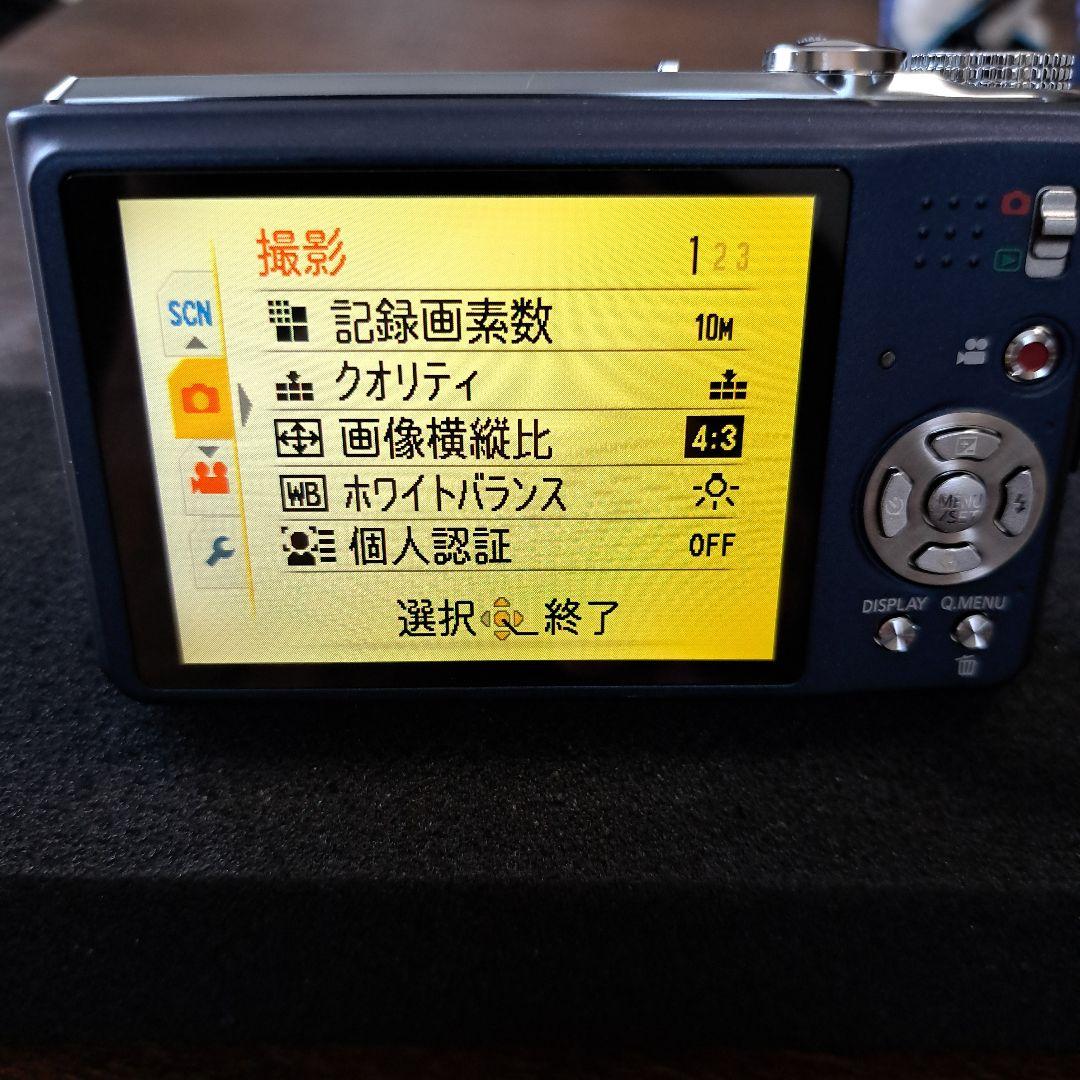 撮影 1 2 3
SCN
記録画素数 10M
クオリティ
画像横縦比 4:3
WB ホワイトバランス
個人認証 OFF
選択 終了
MENU
/SET
DISPLAY Q.MENU